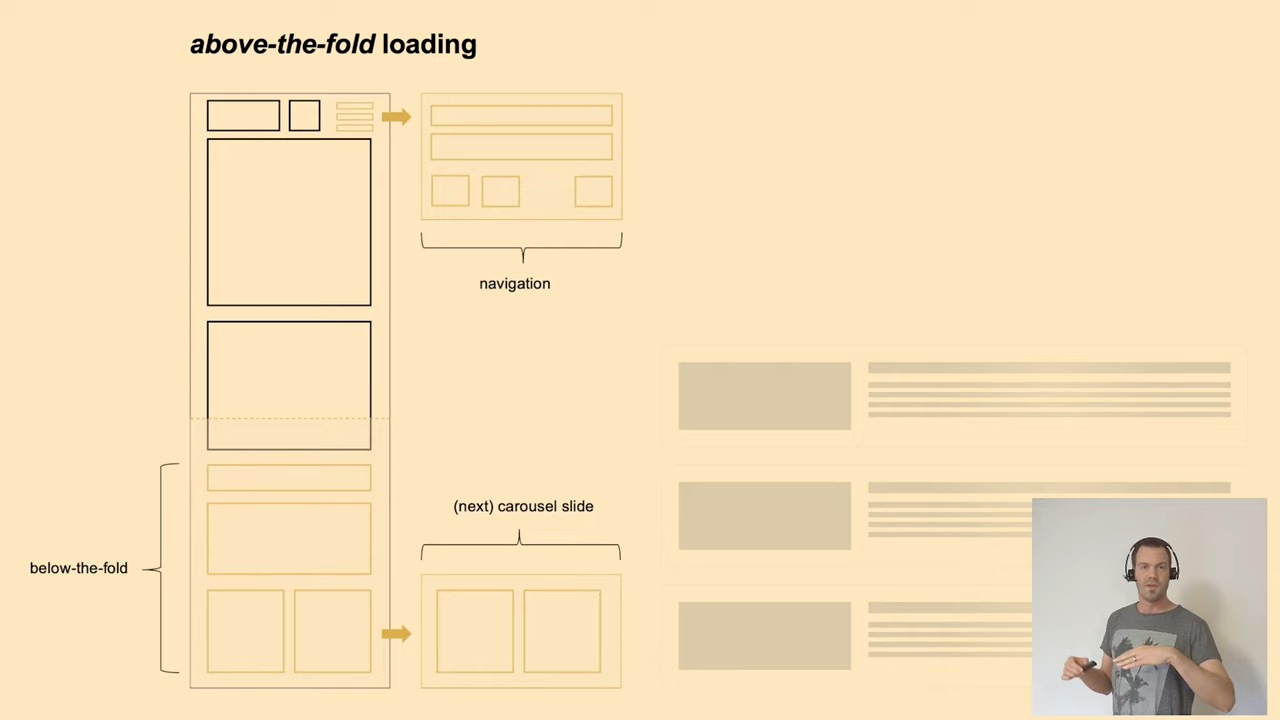 above-the-fold loading
navigation
(next) carousel slide
below-the-fold